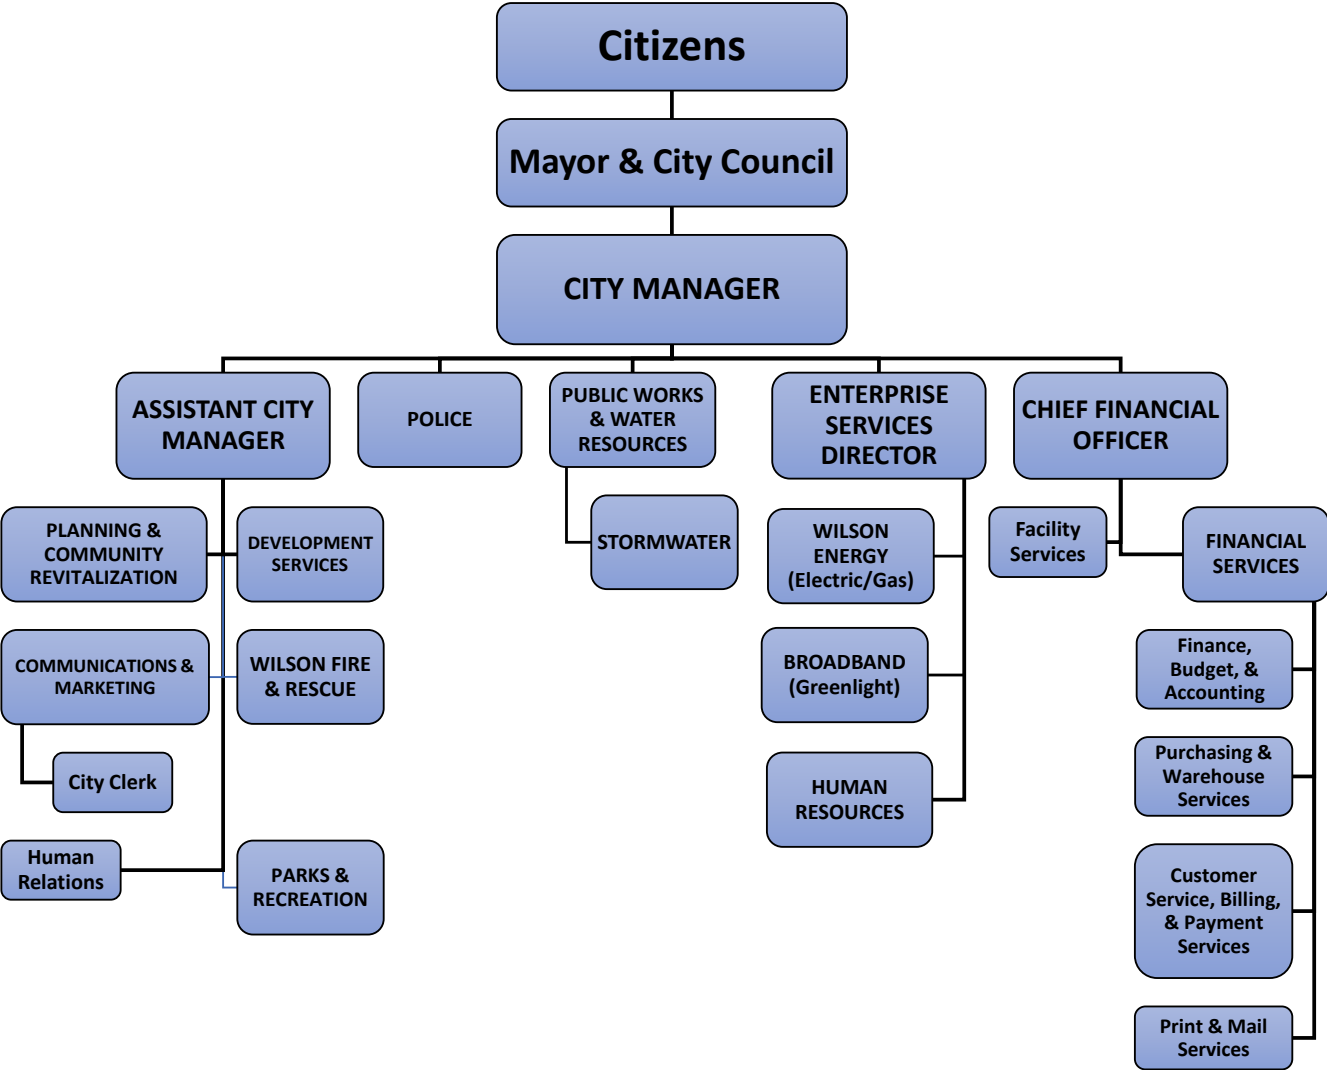 Citizens
Mayor & City Council
CITY MANAGER
ASSISTANT CITY
MANAGER
POLICE
PUBLIC WORKS
& WATER
RESOURCES
ENTERPRISE
SERVICES
DIRECTOR
CHIEF FINANCIAL
OFFICER
PLANNING &
COMMUNITY
REVITALIZATION
DEVELOPMENT
SERVICES
STORMWATER
WILSON
ENERGY
(Electric/Gas)
Facility
Services
FINANCIAL
SERVICES
COMMUNICATIONS &
MARKETING
WILSON FIRE
& RESCUE
BROADBAND
(Greenlight)
Finance,
Budget, &
Accounting
City Clerk
HUMAN
RESOURCES
Purchasing &
Warehouse
Services
Human
Relations
PARKS &
RECREATION
Customer
Service, Billing,
& Payment
Services
Print & Mail
Services